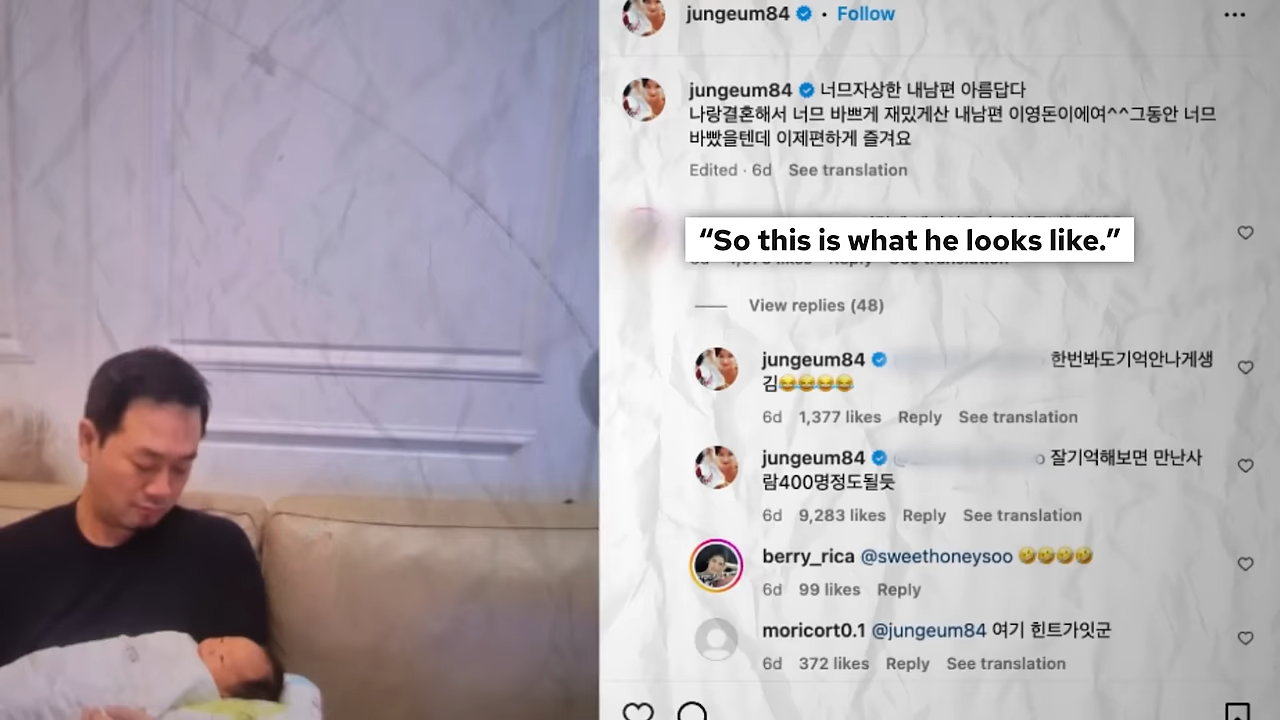 jungeum84 • Follow
jungeum84 너므자상한 내남편 아름답다
나랑결혼해서 너므 바쁘게 재밌게산 내남편 이영돈이에여^^그동안 너므
바빴을텐데 이제편하게 즐겨요
Edited · 6d See translation
“So this is what he looks like.”
View replies (48)
jungeum84 한번봐도기억안나게생
김😂😂😂😂
6d 1,377 likes Reply See translation
jungeum84 잘기억해보면 만난사
람400명정도될듯
6d 9,283 likes Reply See translation
berry_rica @sweethoneysoo 🤣🤣🤣🤣
6d 99 likes Reply
moricort0.1 @jungeum84 여기 힌트가잇군
6d 372 likes Reply See translation